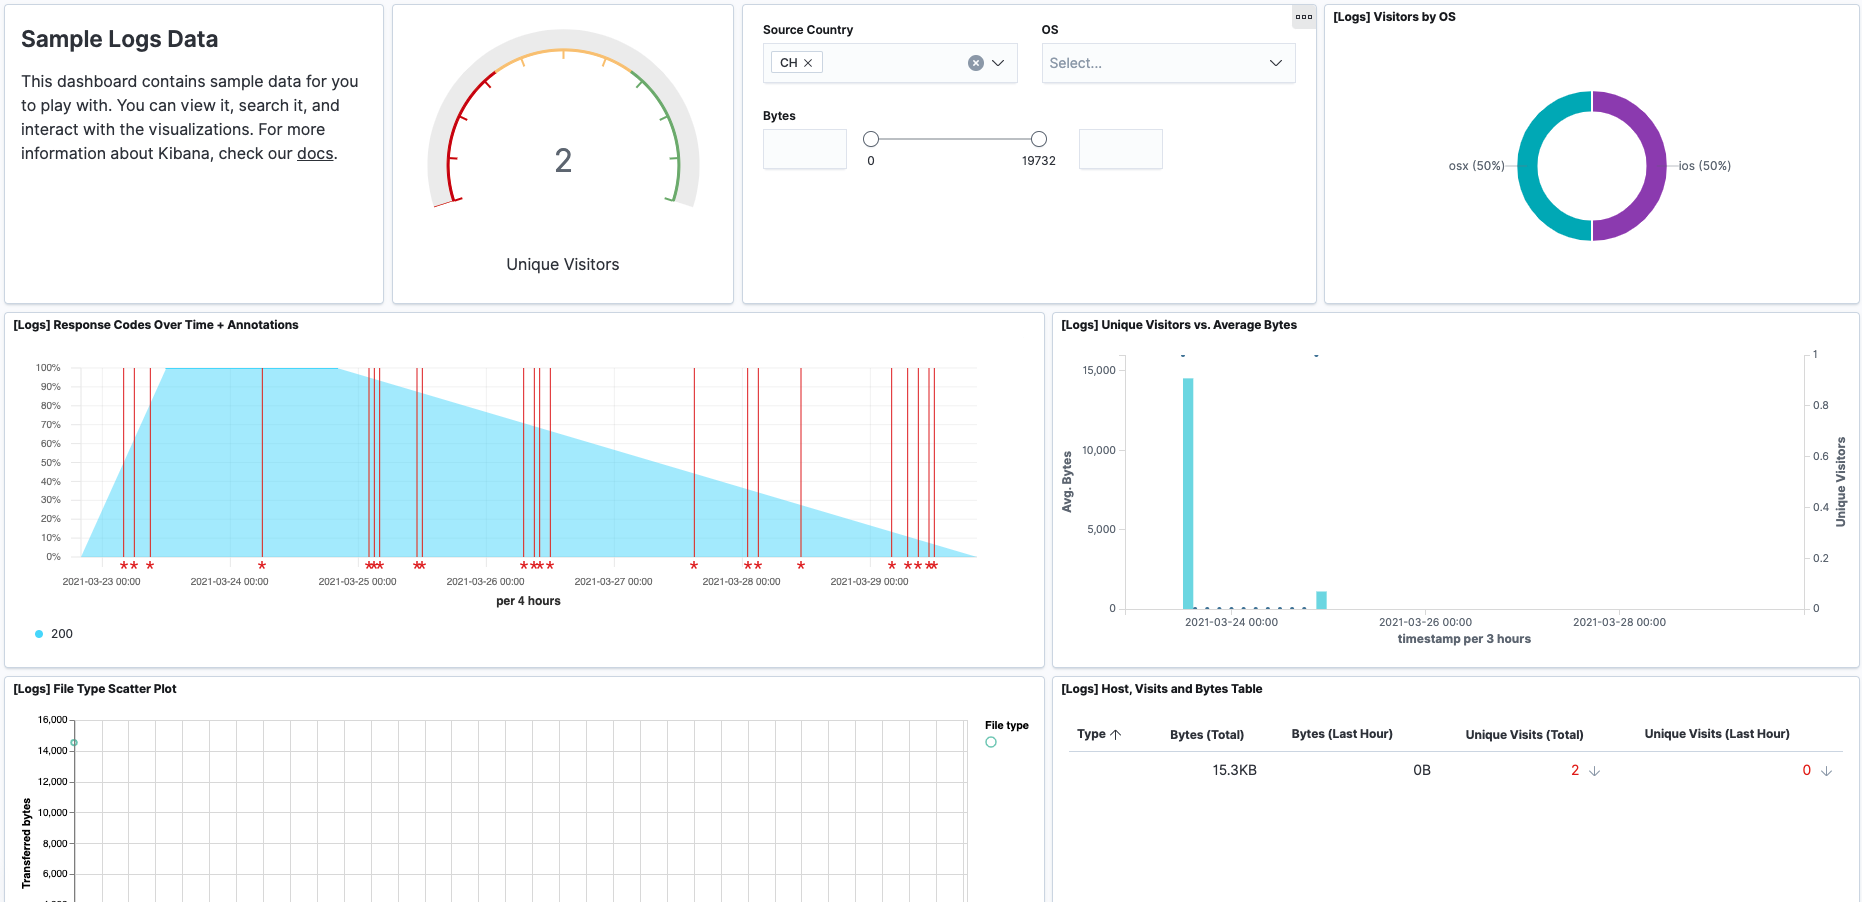 Sample Logs Data
This dashboard contains sample data for you
to play with. You can view it, search it, and
interact with the visualizations. For more
information about Kibana, check our docs.
2
Unique Visitors
Source Country
CH
OS
Select...
Bytes
0
19732
[Logs] Visitors by OS
osx (50%)
ios (50%)
[Logs] Response Codes Over Time + Annotations
100%
90%
80%
70%
60%
50%
40%
30%
20%
10%
0%
2021-03-23 00:00
2021-03-24 00:00
2021-03-25 00:00
2021-03-26 00:00
2021-03-27 00:00
2021-03-28 00:00
2021-03-29 00:00
per 4 hours
200
[Logs] Unique Visitors vs. Average Bytes
15,000
10,000
5,000
0
Avg. Bytes
1
0.8
0.6
0.4
0.2
0
Unique Visitors
2021-03-24 00:00
2021-03-26 00:00
2021-03-28 00:00
timestamp per 3 hours
[Logs] File Type Scatter Plot
16,000
14,000
12,000
10,000
8,000
6,000
Transferred bytes
File type
[Logs] Host, Visits and Bytes Table
Type Bytes (Total) Bytes (Last Hour) Unique Visits (Total) Unique Visits (Last Hour)
15.3KB 0B 2 0